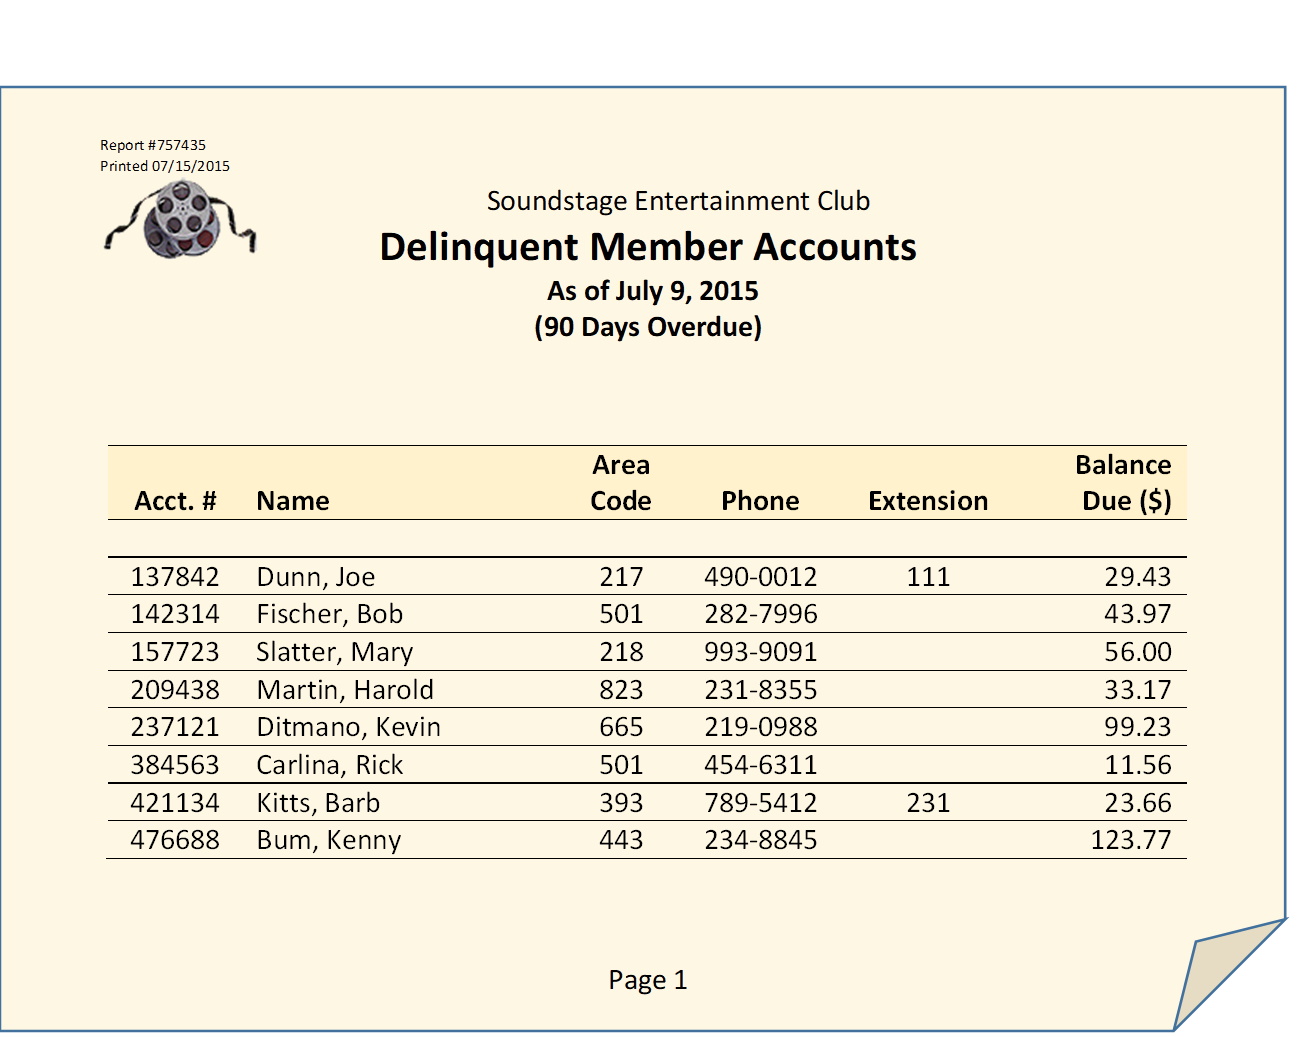 Report #757435
Printed 07/15/2015
Soundstage Entertainment Club
Delinquent Member Accounts
As of July 9, 2015
(90 Days Overdue)
Acct. # Name Area Code Phone Extension Balance Due ($)
137842 Dunn, Joe 217 490-0012 111 29.43
142314 Fischer, Bob 501 282-7996 43.97
157723 Slatter, Mary 218 993-9091 56.00
209438 Martin, Harold 823 231-8355 33.17
237121 Ditmano, Kevin 665 219-0988 99.23
384563 Carlina, Rick 501 454-6311 11.56
421134 Kitts, Barb 393 789-5412 231 23.66
476688 Bum, Kenny 443 234-8845 123.77
Page 1